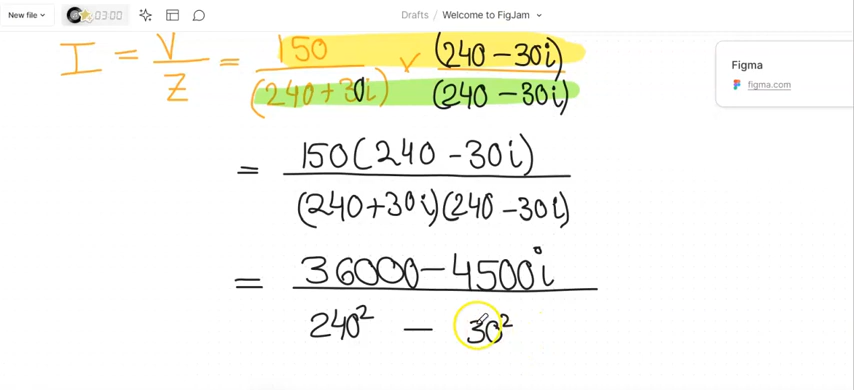 New file
03:00
Drafts / Welcome to FigJam
I = V/Z = 150/(240+30i) × (240-30i)/(240-30i)
Figma
figma.com
= 150(240-30i)/(240+30i)(240-30i)
= 36000-4500i/240² - 30²